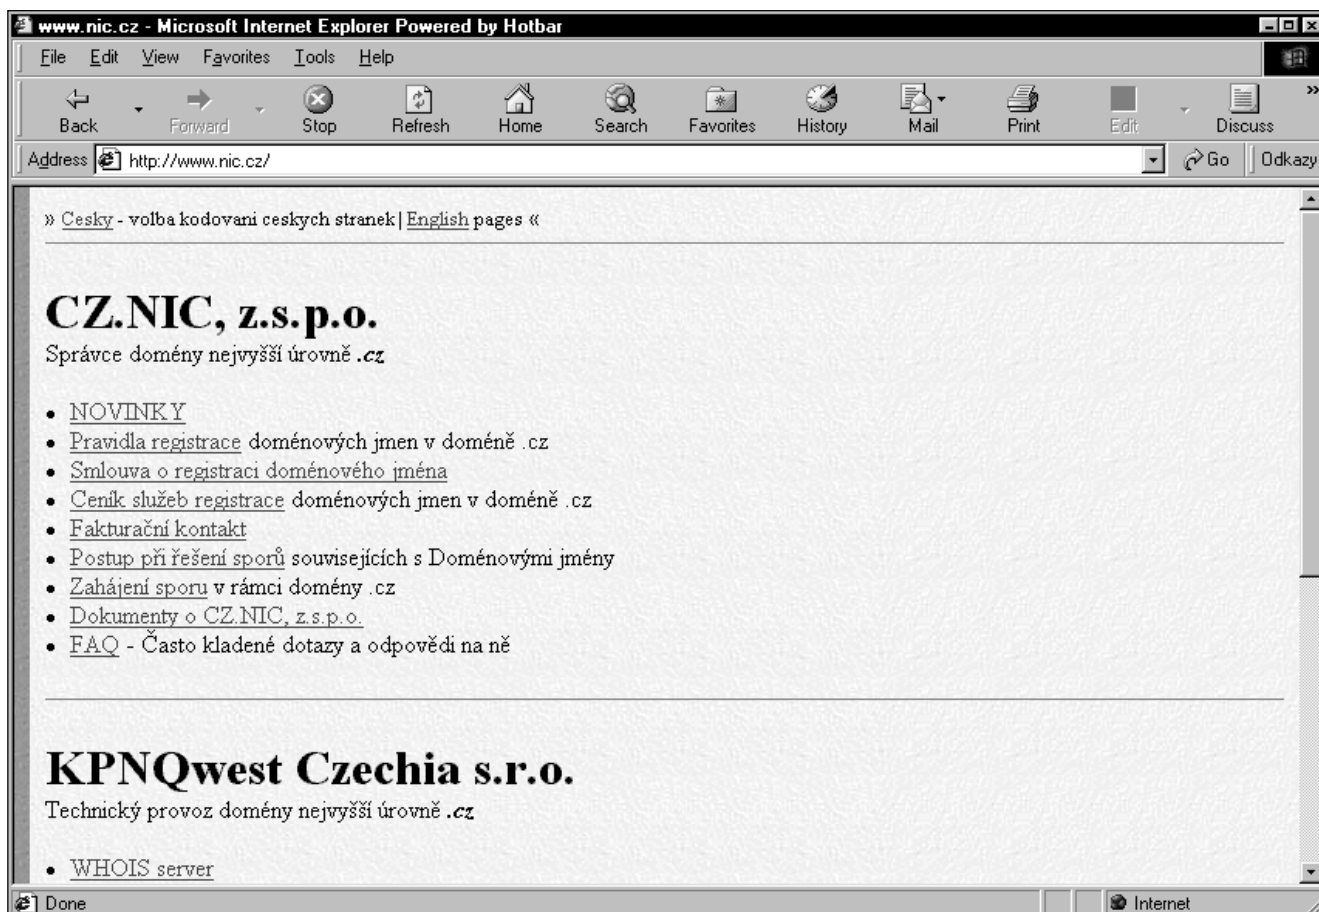 www.nic.cz - Microsoft Internet Explorer Powered by Hotbar
File Edit View Favorites Tools Help
Back Forward Stop Refresh Home Search Favorites History Mail Print Edit Discuss »
Address http://www.nic.cz/ Go Odkazy
» Cesky - volba kodovani ceskych stranek | English pages «
CZ.NIC, z.s.p.o.
Správce domény nejvyšší úrovně .cz
• NOVINKY
• Pravidla registrace doménových jmen v doméně .cz
• Smlouva o registraci doménového jména
• Ceník služeb registrace doménových jmen v doméně .cz
• Fakturační kontakt
• Postup při řešení sporů souvisejících s Doménovými jmény
• Zahájení sporu v rámci domény .cz
• Dokumenty o CZ.NIC, z.s.p.o.
• FAQ - Často kladené dotazy a odpovědi na ně
KPNQwest Czechia s.r.o.
Technický provoz domény nejvyšší úrovně .cz
• WHOIS server
Done Internet